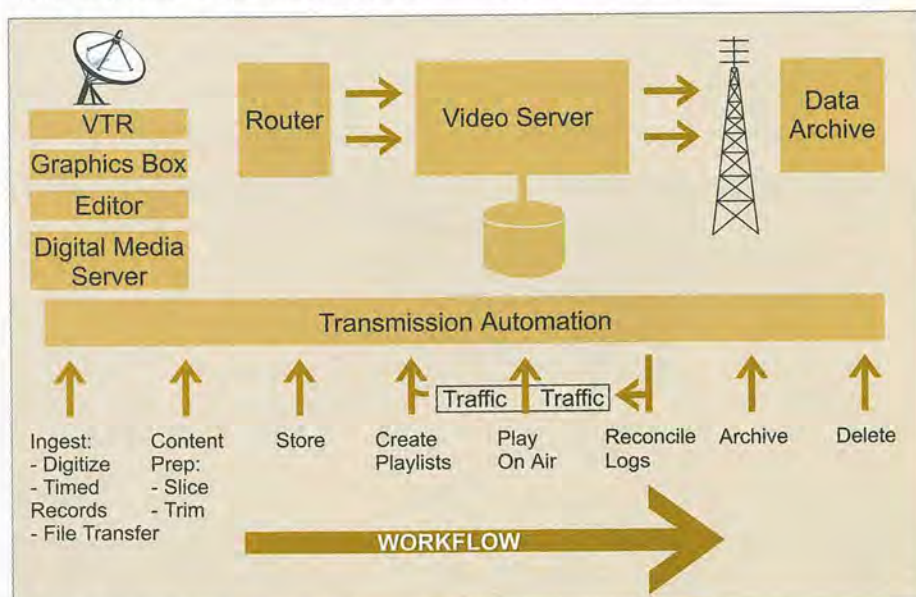 VTR
Graphics Box
Editor
Digital Media
Server
Router
Video Server
Data
Archive
Transmission Automation
Traffic
Traffic
Ingest:
- Digitize
- Timed
Records
- File Transfer
Content
Prep:
- Slice
- Trim
Store
Create
Playlists
Play
On Air
Reconcile
Logs
Archive
Delete
WORKFLOW